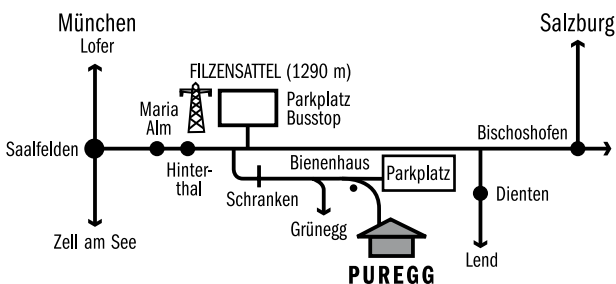 München
Lofer
Salzburg
FILZENSATTEL (1290 m)
Parkplatz
Busstop
Maria
Alm
Saalfelden
Bischoshofen
Hinter-
thal
Bienenhaus
Parkplatz
Schranken
Dienten
Grünegg
Zell am See
Lend
PUREGG